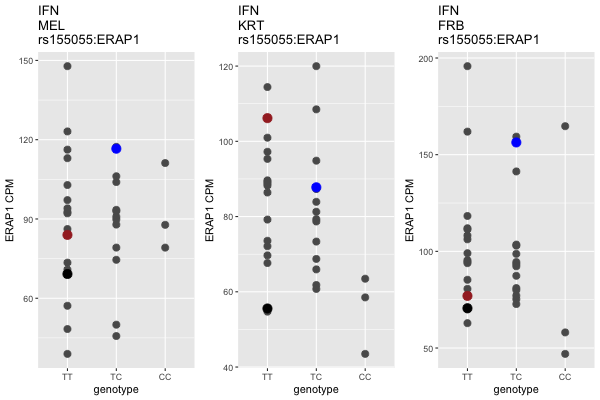 IFN
MEL
rs155055:ERAP1
150
120
90
60
ERAP1 CPM
TT
TC
CC
genotype
IFN
KRT
rs155055:ERAP1
120
100
80
60
40
ERAP1 CPM
TT
TC
CC
genotype
IFN
FRB
rs155055:ERAP1
200
150
100
50
ERAP1 CPM
TT
TC
CC
genotype